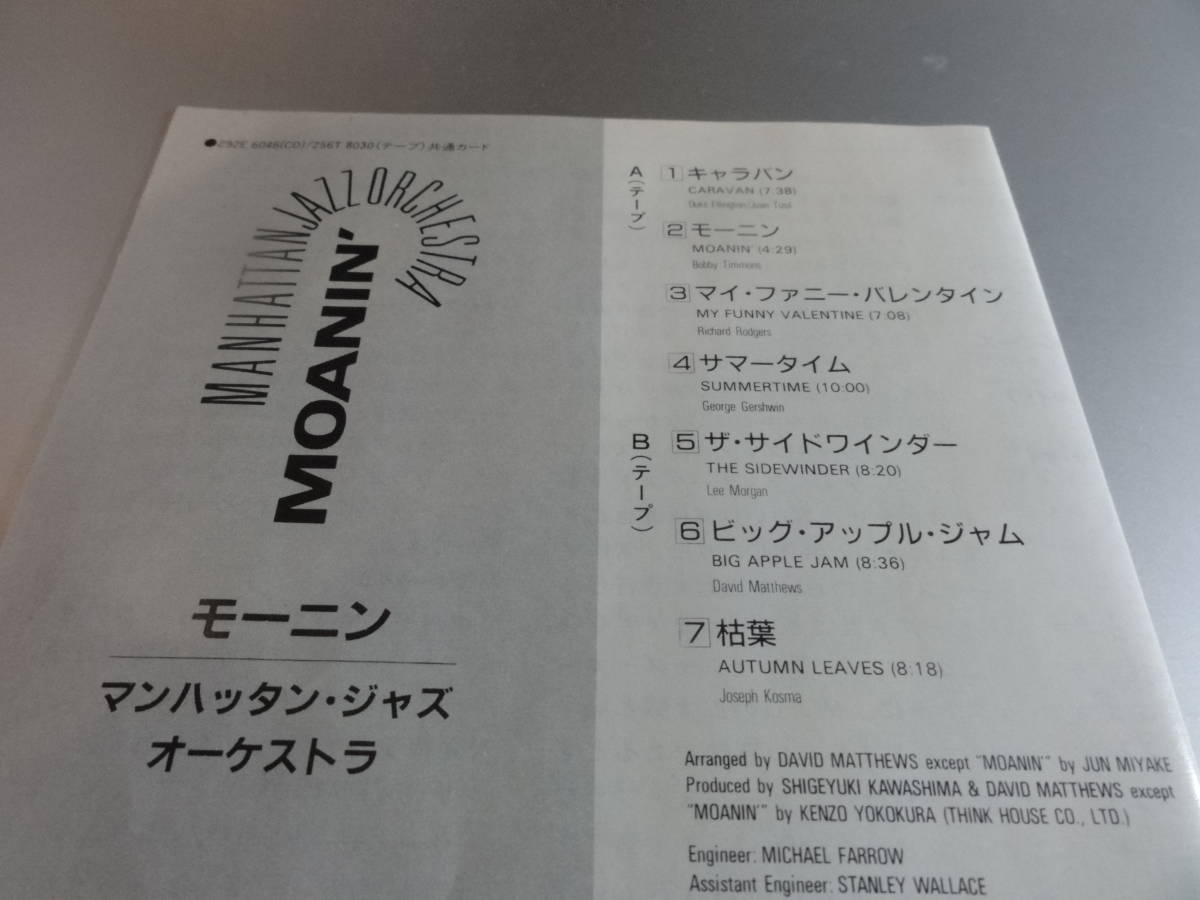 ●292E 6046(CD)/256T 8030(テープ)共通カード
MANHATTAN JAZZ ORCHESTRA
MOANIN'
モーニン
マンハッタン・ジャズ
オーケストラ
A(テープ)
1 キャラバン
CARAVAN (7:38)
Duke Ellington/Juan Tizol
2 モーニン
MOANIN' (4:29)
Bobby Timmons
3 マイ・ファニー・バレンタイン
MY FUNNY VALENTINE (7:08)
Richard Rodgers
4 サマータイム
SUMMERTIME (10:00)
George Gershwin
B(テープ)
5 ザ・サイドワインダー
THE SIDEWINDER (8:20)
Lee Morgan
6 ビッグ・アップル・ジャム
BIG APPLE JAM (8:36)
David Matthews
7 枯葉
AUTUMN LEAVES (8:18)
Joseph Kosma
Arranged by DAVID MATTHEWS except "MOANIN'" by JUN MIYAKE
Produced by SHIGEYUKI KAWASHIMA & DAVID MATTHEWS except
"MOANIN'" by KENZO YOKOKURA (THINK HOUSE CO., LTD.)
Engineer: MICHAEL FARROW
Assistant Engineer: STANLEY WALLACE